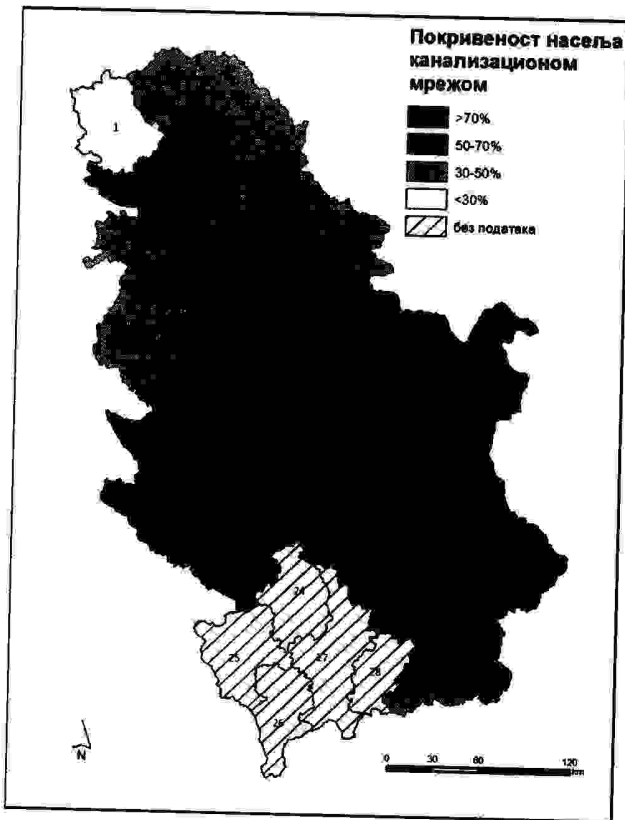 Покривеност насеља
канализационом
мрежом
>70%
50-70%
30-50%
<30%
без података
1
24
25
27
28
26
N
0 30 60 120
km